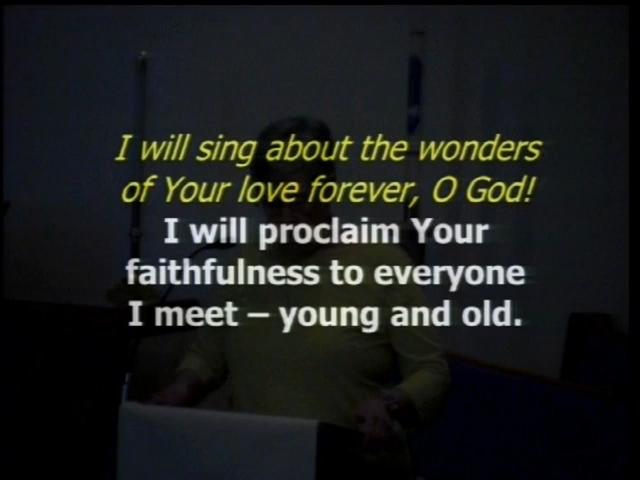 I will sing about the wonders
of Your love forever, O God!
I will proclaim Your
faithfulness to everyone
I meet – young and old.